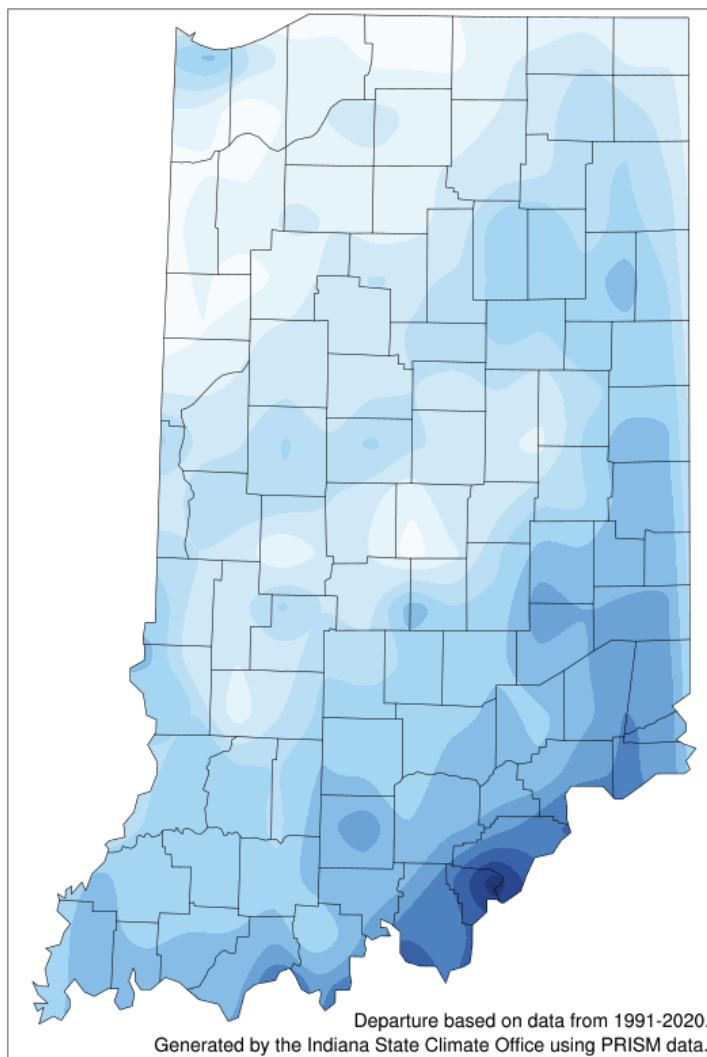 Departure based on data from 1991-2020.
Generated by the Indiana State Climate Office using PRISM data.